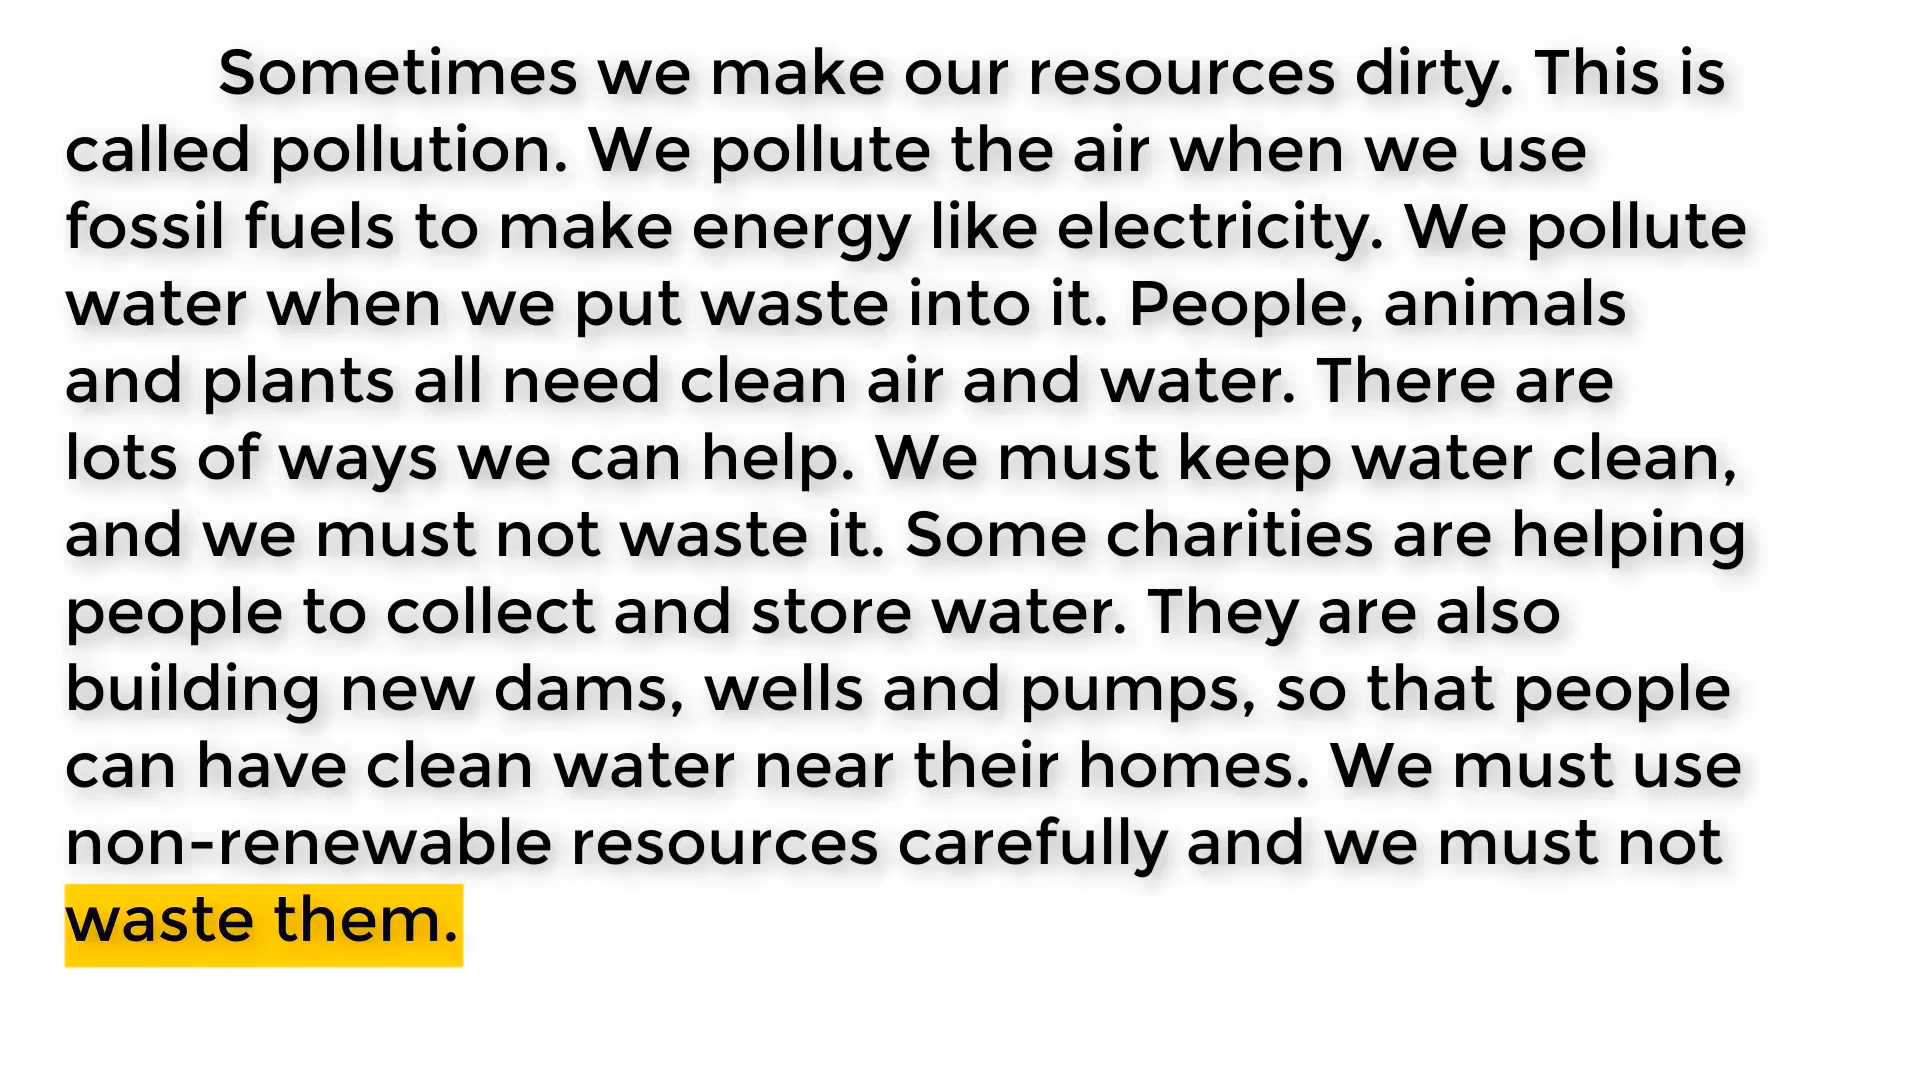 Sometimes we make our resources dirty. This is
called pollution. We pollute the air when we use
fossil fuels to make energy like electricity. We pollute
water when we put waste into it. People, animals
and plants all need clean air and water. There are
lots of ways we can help. We must keep water clean,
and we must not waste it. Some charities are helping
people to collect and store water. They are also
building new dams, wells and pumps, so that people
can have clean water near their homes. We must use
non-renewable resources carefully and we must not
waste them.